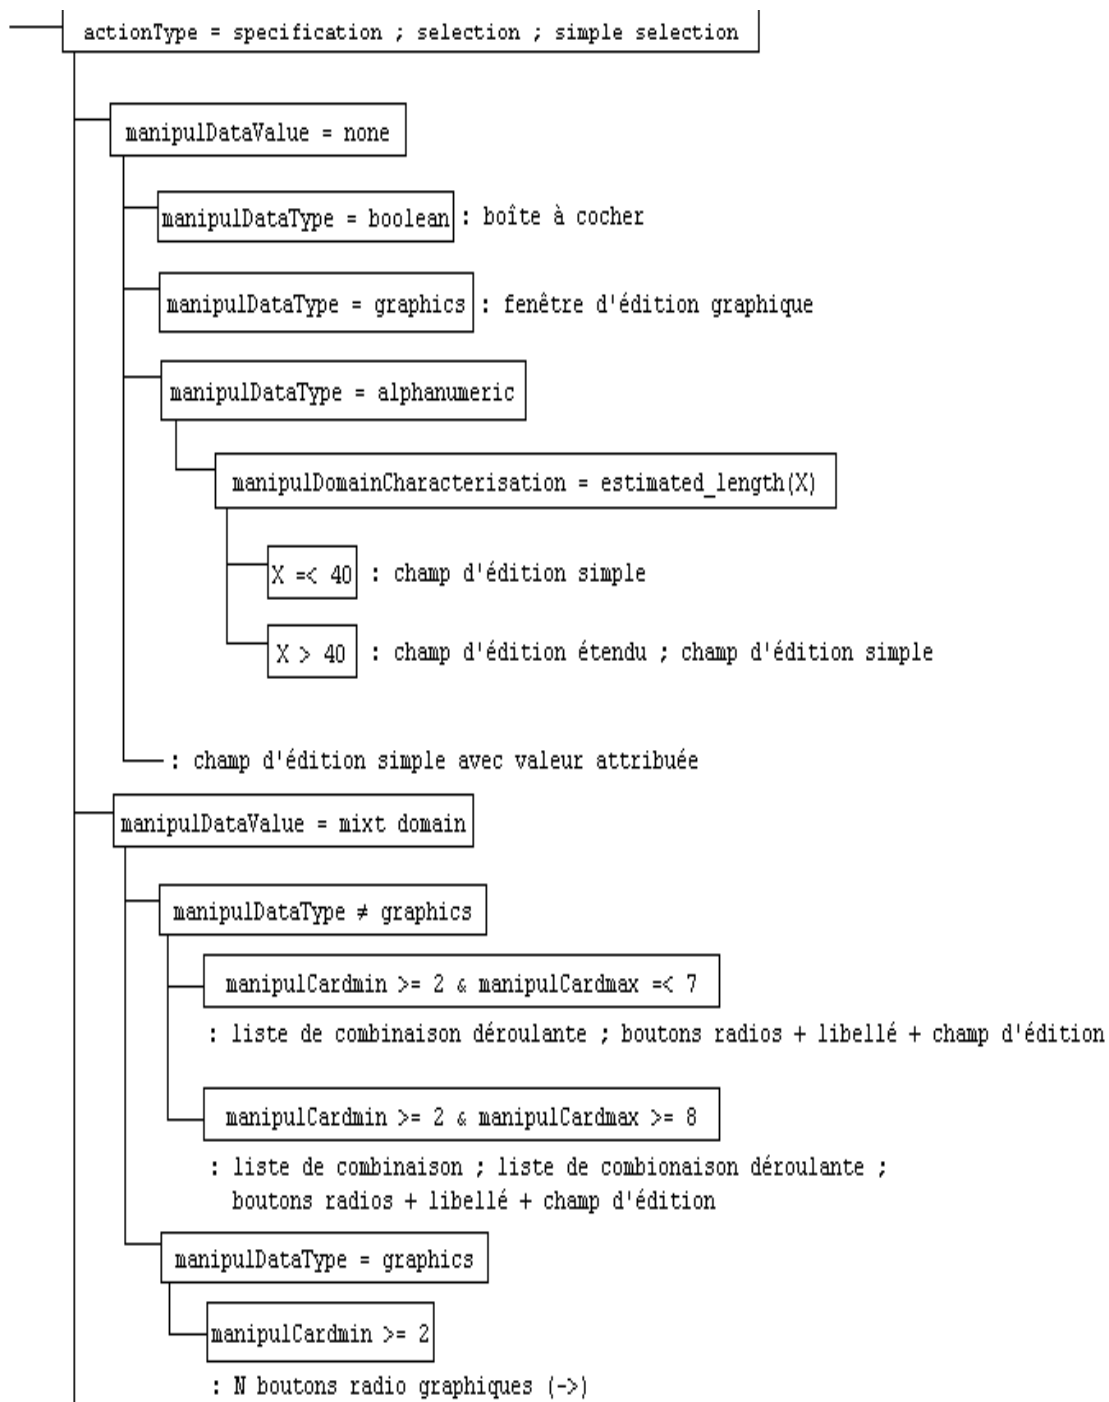 actionType = specification ; selection ; simple selection
manipulDataValue = none
manipulDataType = boolean : boîte à cocher
manipulDataType = graphics : fenêtre d'édition graphique
manipulDataType = alphanumeric
manipulDomainCharacterisation = estimated_length(X)
X =< 40 : champ d'édition simple
X > 40 : champ d'édition étendu ; champ d'édition simple
: champ d'édition simple avec valeur attribuée
manipulDataValue = mixt domain
manipulDataType ≠ graphics
manipulCardmin >= 2 & manipulCardmax =< 7
: liste de combinaison déroulante ; boutons radios + libellé + champ d'édition
manipulCardmin >= 2 & manipulCardmax >= 8
: liste de combinaison ; liste de combionaison déroulante ;
boutons radios + libellé + champ d'édition
manipulDataType = graphics
manipulCardmin >= 2
: N boutons radio graphiques (->)